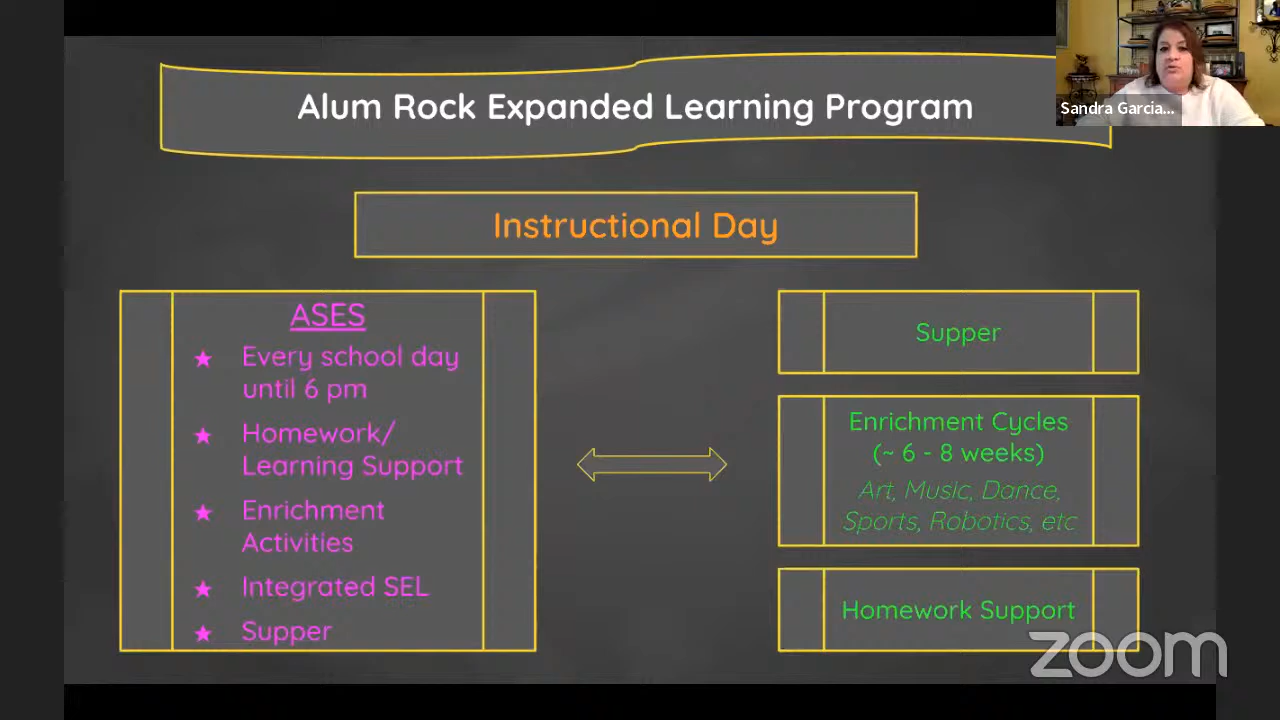 Alum Rock Expanded Learning Program
Sandra Garcia...
Instructional Day
ASES
★ Every school day
until 6 pm
★ Homework/
Learning Support
★ Enrichment
Activities
★ Integrated SEL
★ Supper
Supper
Enrichment Cycles
(~ 6 - 8 weeks)
Art, Music, Dance,
Sports, Robotics, etc
Homework Support
zoom